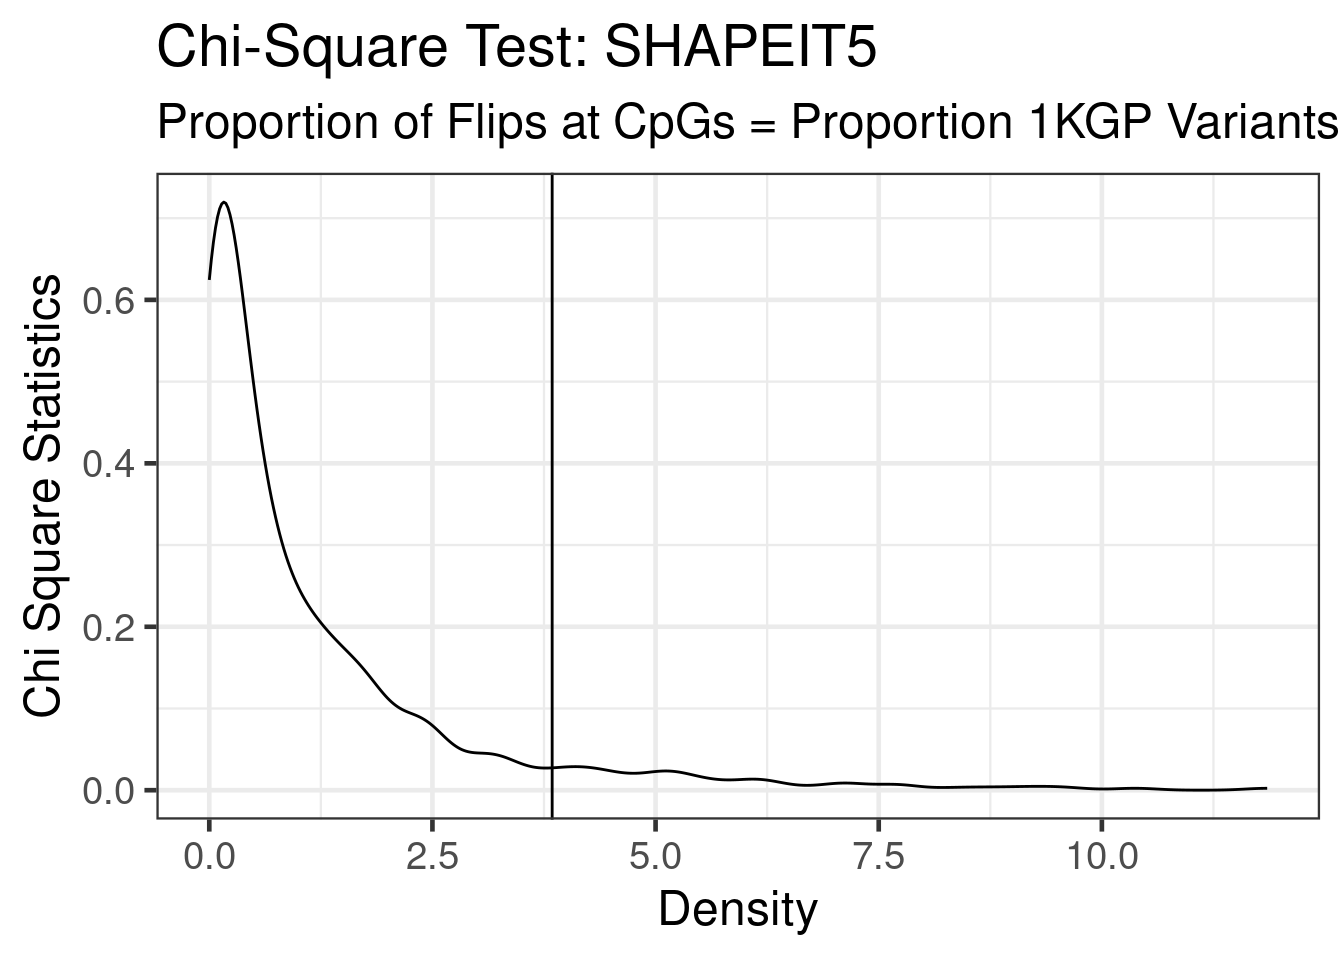 Chi-Square Test: SHAPEIT5
Proportion of Flips at CpGs = Proportion 1KGP Variants
Chi Square Statistics
0.6
0.4
0.2
0.0
0.0 2.5 5.0 7.5 10.0
Density